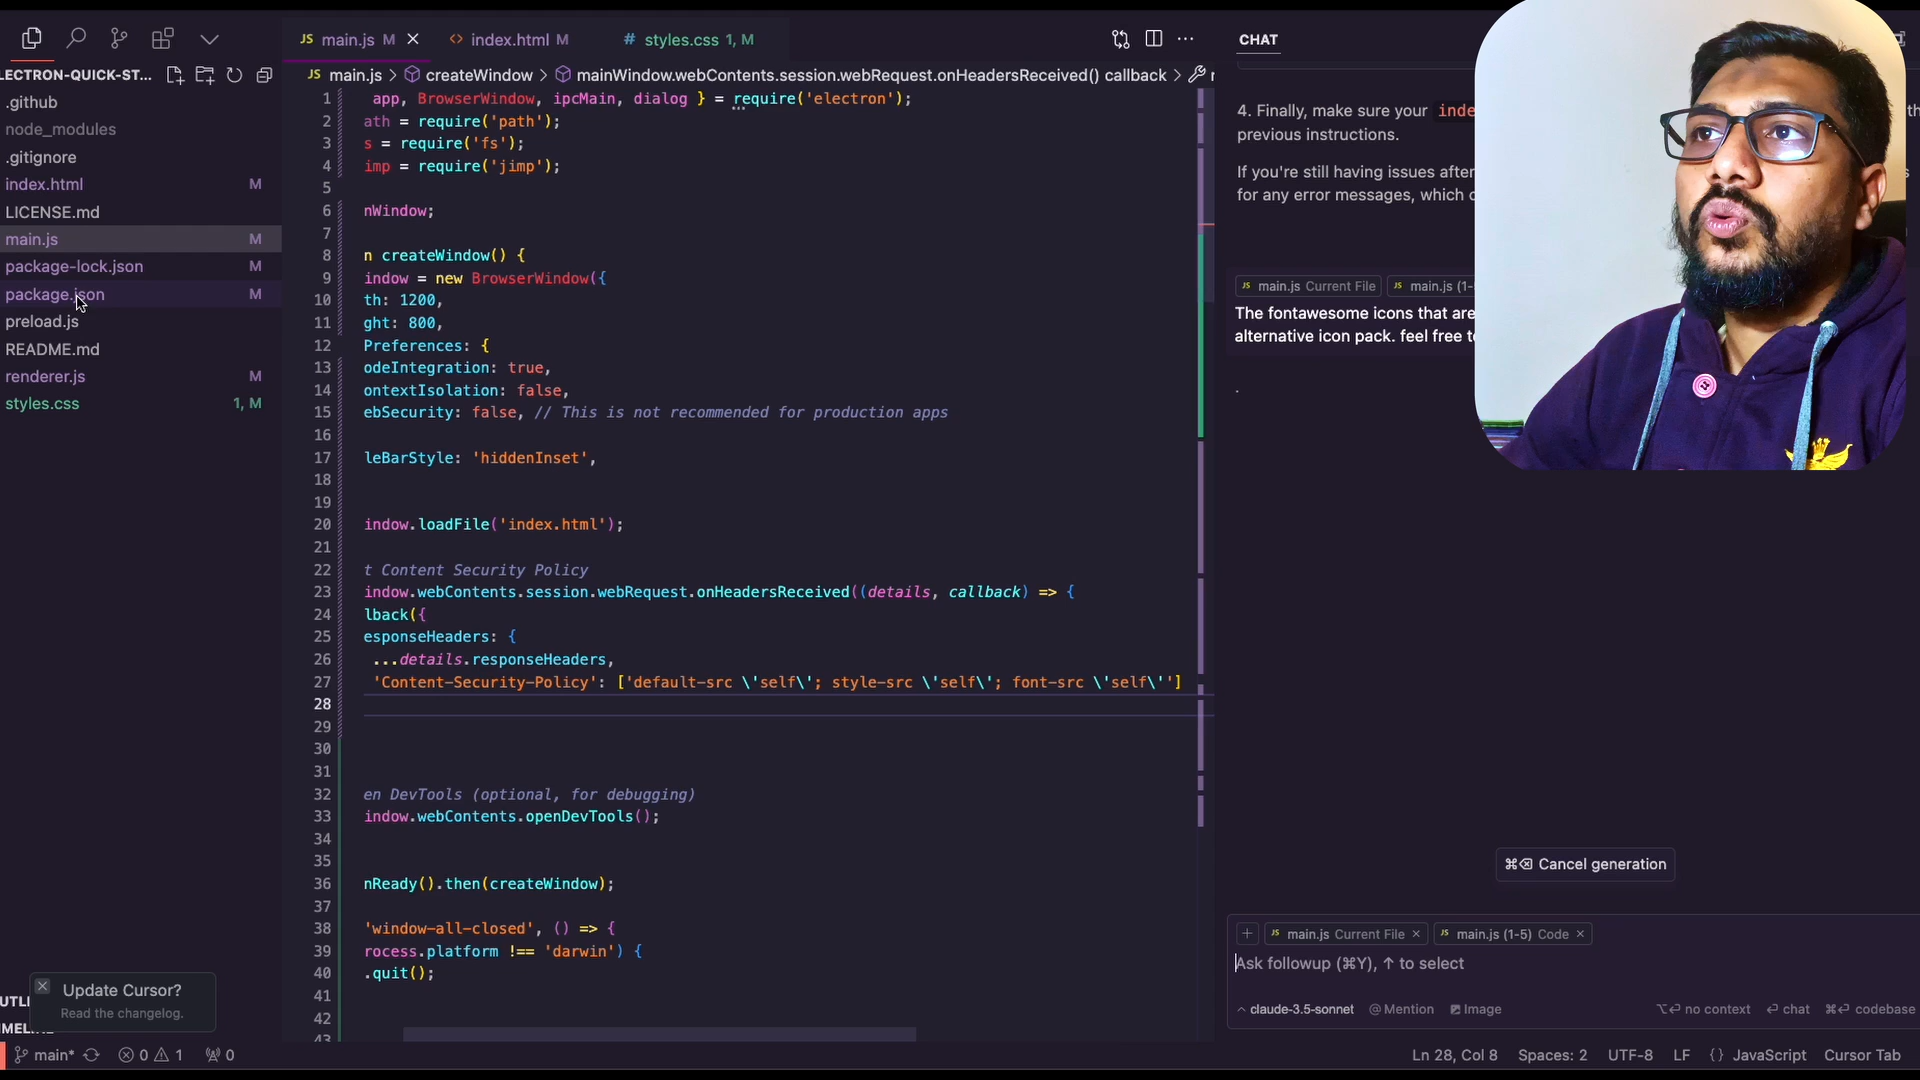 LECTRON-QUICK-ST...
.github
node_modules
.gitignore
index.html M
LICENSE.md
main.js M
package-lock.json M
package.json M
preload.js
README.md
renderer.js M
styles.css 1, M
Update Cursor?
Read the changelog.
JS main.js M
<> index.html M
# styles.css 1, M
JS main.js > createWindow > mainWindow.webContents.session.webRequest.onHeadersReceived() callback >
1 app, BrowserWindow, ipcMain, dialog } = require('electron');
2 ath = require('path');
3 s = require('fs');
4 imp = require('jimp');
5
6 nWindow;
7
8 n createWindow() {
9 indow = new BrowserWindow({
10 th: 1200,
11 ght: 800,
12 Preferences: {
13 odeIntegration: true,
14 ontextIsolation: false,
15 ebSecurity: false, // This is not recommended for production apps
16
17 leBarStyle: 'hiddenInset',
18
19
20 indow.loadFile('index.html');
21
22 t Content Security Policy
23 indow.webContents.session.webRequest.onHeadersReceived((details, callback) => {
24 lback({
25 esponseHeaders: {
26 ...details.responseHeaders,
27 'Content-Security-Policy': ['default-src \'self\'; style-src \'self\'; font-src \'self\'']
28
29
30
31
32 en DevTools (optional, for debugging)
33 indow.webContents.openDevTools();
34
35
36 nReady().then(createWindow);
37
38 'window-all-closed', () => {
39 rocess.platform !== 'darwin') {
40 .quit();
41
42
43
CHAT
4. Finally, make sure your inde
previous instructions.
If you're still having issues after
for any error messages, which c
JS main.js Current File JS main.js (1-
The fontawesome icons that are
alternative icon pack. feel free t
.
⌘⌫ Cancel generation
+ JS main.js Current File × JS main.js (1-5) Code ×
Ask followup (⌘Y), ↑ to select
claude-3.5-sonnet @ Mention Image ⌥⏎ no context ⏎ chat ⌘⏎ codebase
main* 0 1 0
Ln 28, Col 8 Spaces: 2 UTF-8 LF {} JavaScript Cursor Tab